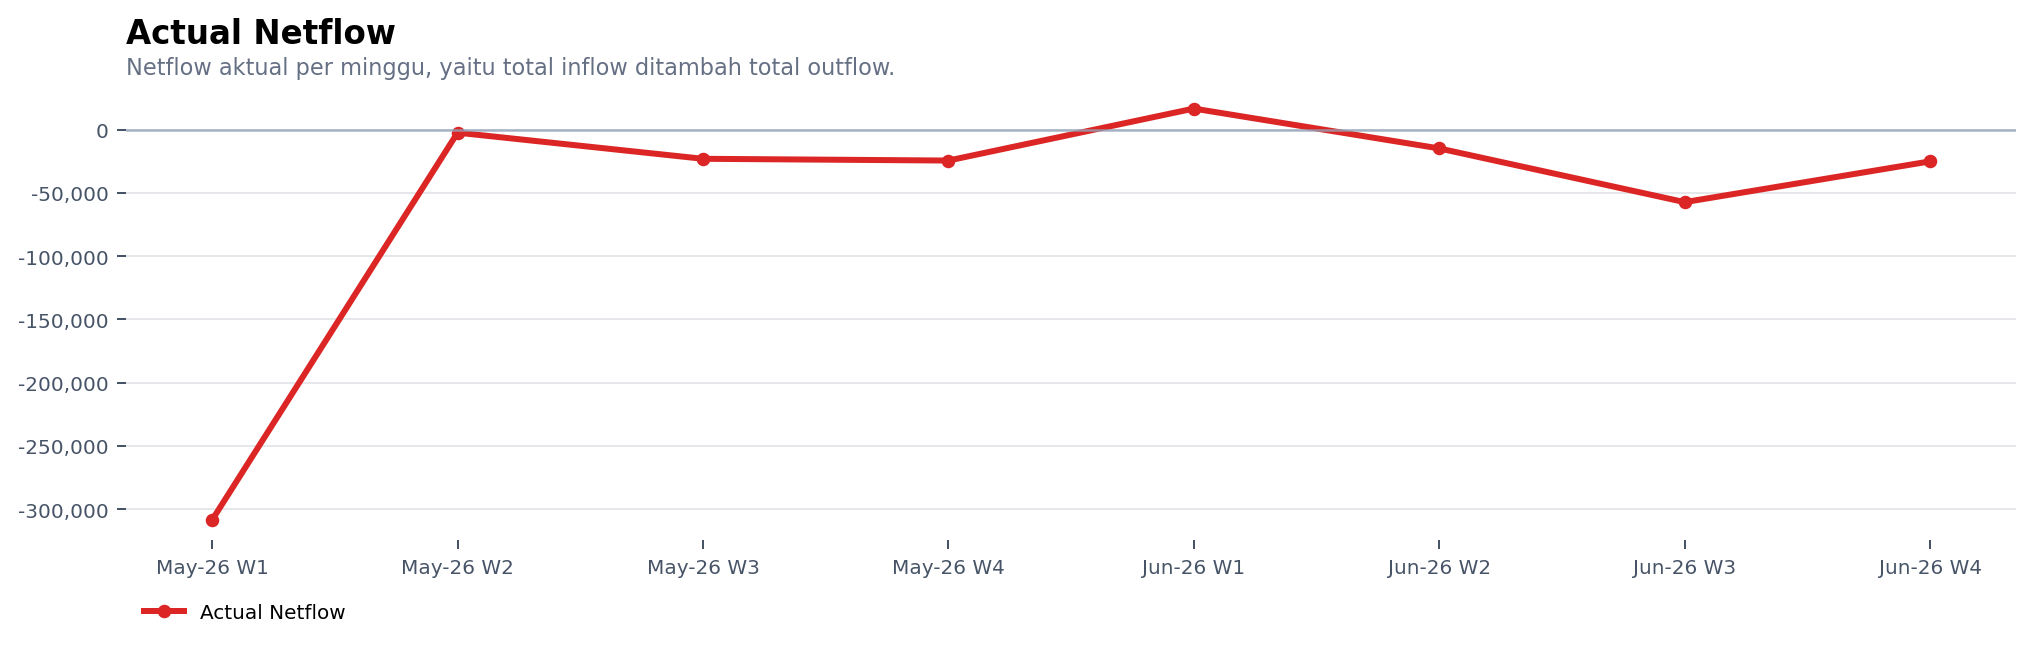 Actual Netflow
Netflow aktual per minggu, yaitu total inflow ditambah total outflow.
0
-50,000
-100,000
-150,000
-200,000
-250,000
-300,000
May-26 W1 May-26 W2 May-26 W3 May-26 W4 Jun-26 W1 Jun-26 W2 Jun-26 W3 Jun-26 W4
Actual Netflow